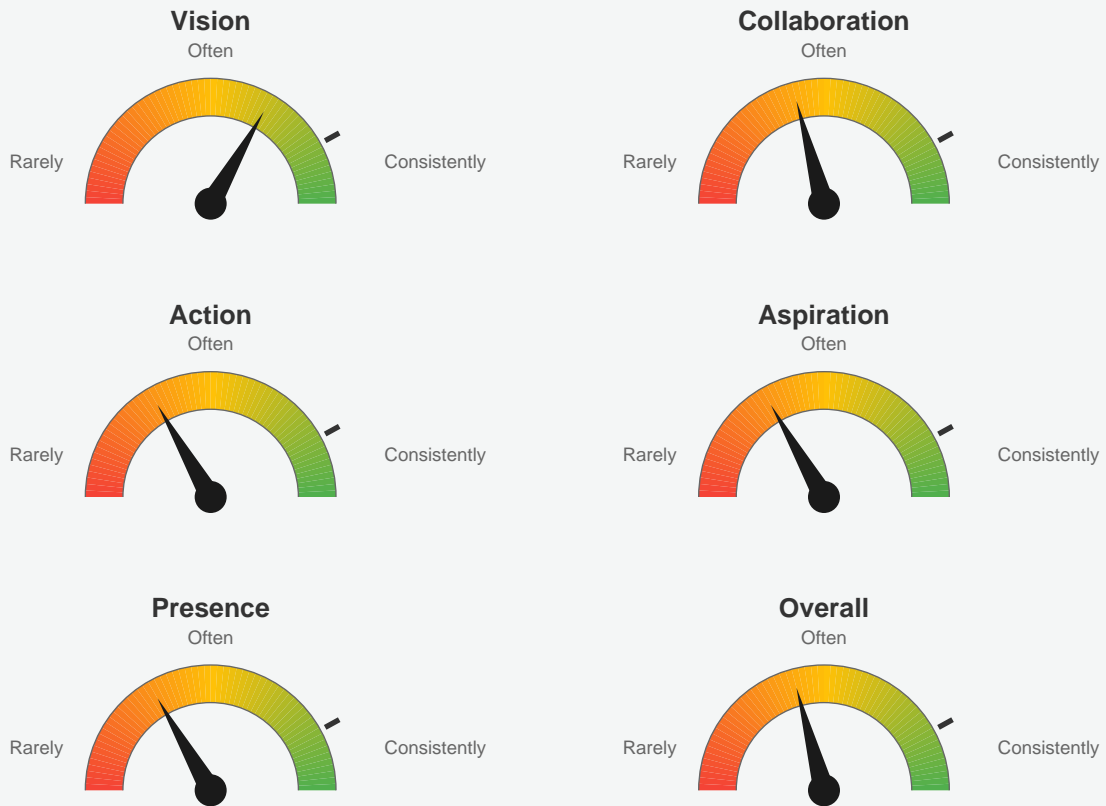 Vision
Often
Rarely
Consistently
Collaboration
Often
Rarely
Consistently
Action
Often
Rarely
Consistently
Aspiration
Often
Rarely
Consistently
Presence
Often
Rarely
Consistently
Overall
Often
Rarely
Consistently